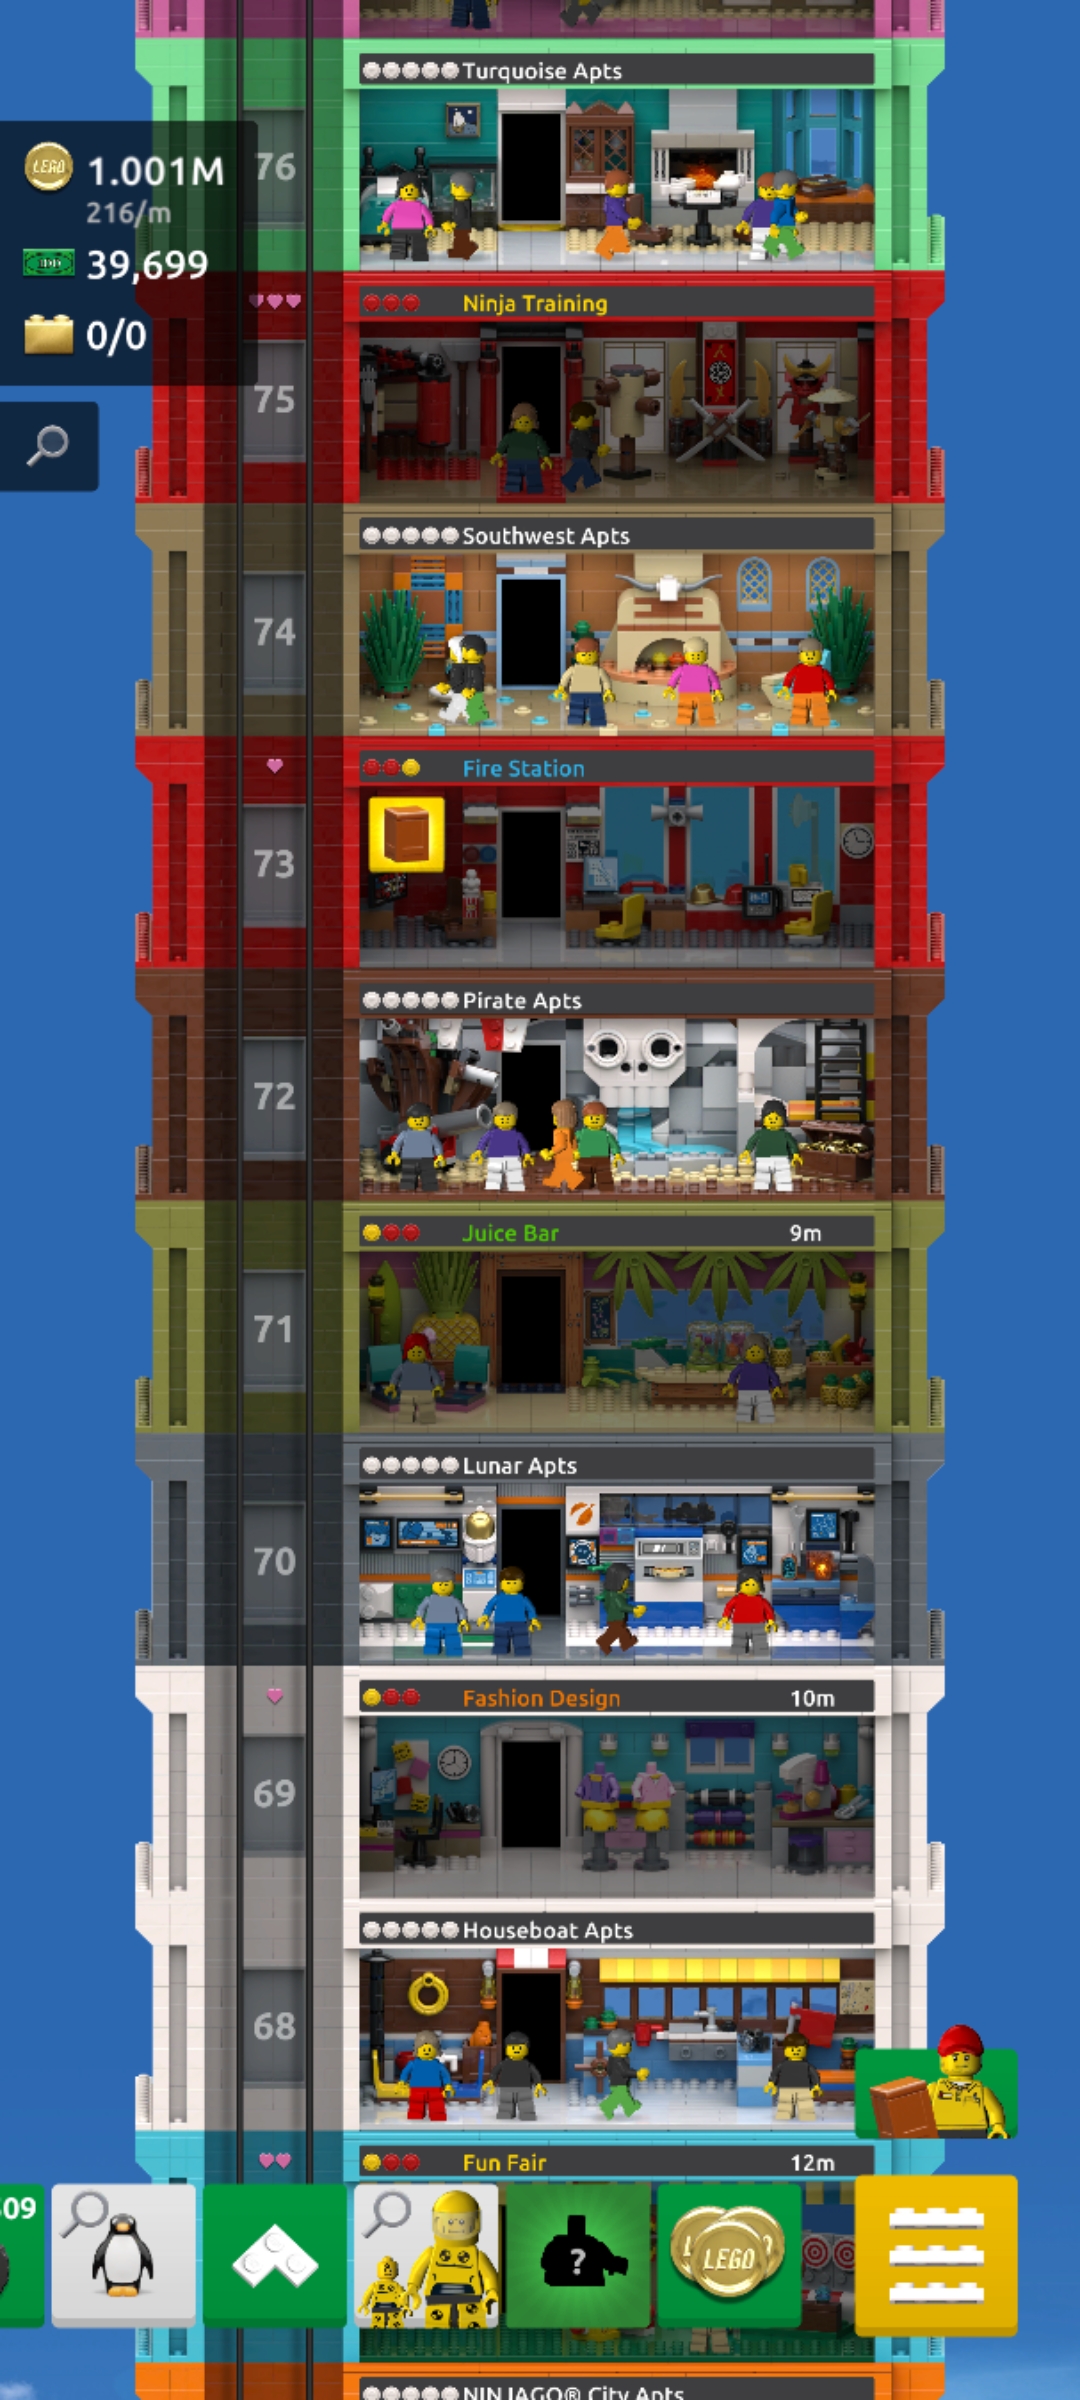 Turquoise Apts
LEGO 1.001M
76
216/m
39,699
Ninja Training
0/0
75
Southwest Apts
74
Fire Station
73
Pirate Apts
72
Juice Bar 9m
71
Lunar Apts
70
Fashion Design 10m
69
Houseboat Apts
68
Fun Fair 12m
09
?
LEGO
NINJAGO® City Apts